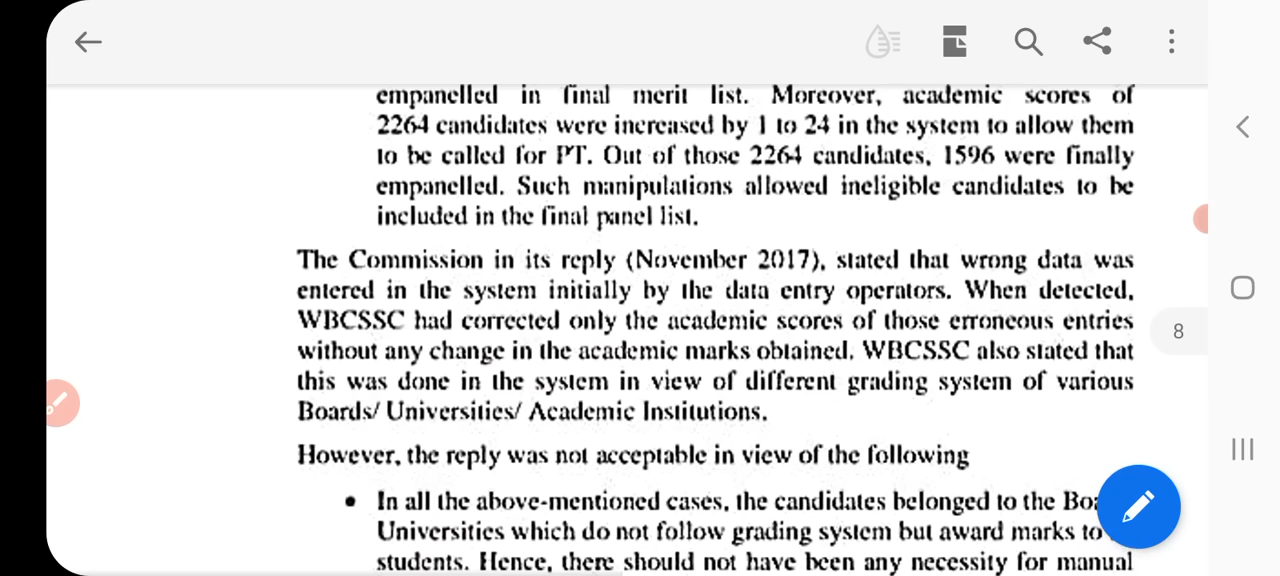 empanelled in final merit list. Moreover, academic scores of
2264 candidates were increased by 1 to 24 in the system to allow them
to be called for PT. Out of those 2264 candidates, 1596 were finally
empanelled. Such manipulations allowed ineligible candidates to be
included in the final panel list.
The Commission in its reply (November 2017), stated that wrong data was
entered in the system initially by the data entry operators. When detected,
WBCSSC had corrected only the academic scores of those erroneous entries
without any change in the academic marks obtained. WBCSSC also stated that
8
this was done in the system in view of different grading system of various
Boards/ Universities/ Academic Institutions.
However, the reply was not acceptable in view of the following
• In all the above-mentioned cases, the candidates belonged to the
Universities which do not follow grading system but award marks to
students. Hence, there should not have been any necessity for manual